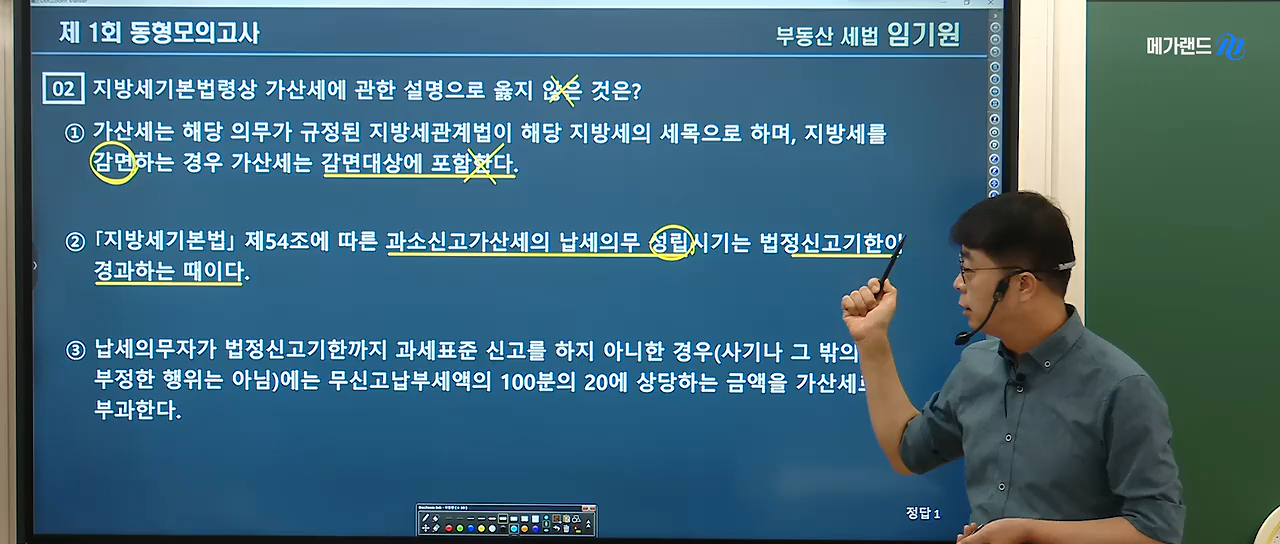 제 1회 동형모의고사
부동산 세법 임기원
메가랜드
02 지방세기본법령상 가산세에 관한 설명으로 옳지 않은 것은?
① 가산세는 해당 의무가 규정된 지방세관계법이 해당 지방세의 세목으로 하며, 지방세를
감면하는 경우 가산세는 감면대상에 포함한다.
② 「지방세기본법」 제54조에 따른 과소신고가산세의 납세의무 성립시기는 법정신고기한이
경과하는 때이다.
③ 납세의무자가 법정신고기한까지 과세표준 신고를 하지 아니한 경우(사기나 그 밖의
부정한 행위는 아님)에는 무신고납부세액의 100분의 20에 상당하는 금액을 가산세로
부과한다.
정답 1